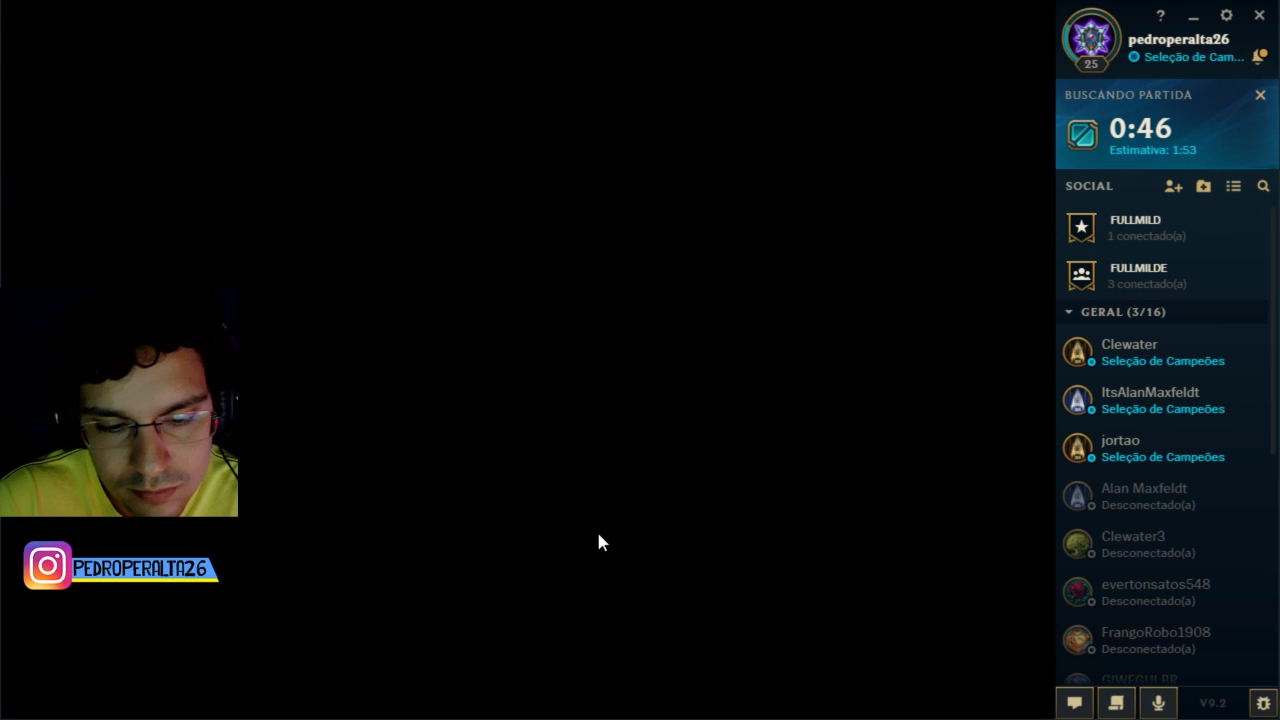 ?
pedroperalta26
Seleção de Cam...
25
BUSCANDO PARTIDA
0:46
Estimativa: 1:53
SOCIAL
FULLMILD
1 conectado(a)
FULLMILDE
3 conectado(a)
GERAL (3/16)
Clewater
Seleção de Campeões
ItsAlanMaxfeldt
Seleção de Campeões
jortao
Seleção de Campeões
Alan Maxfeldt
Desconectado(a)
Clewater3
Desconectado(a)
evertonsatos548
Desconectado(a)
FrangoRobo1908
Desconectado(a)
V9.2
PEDROPERALTA26